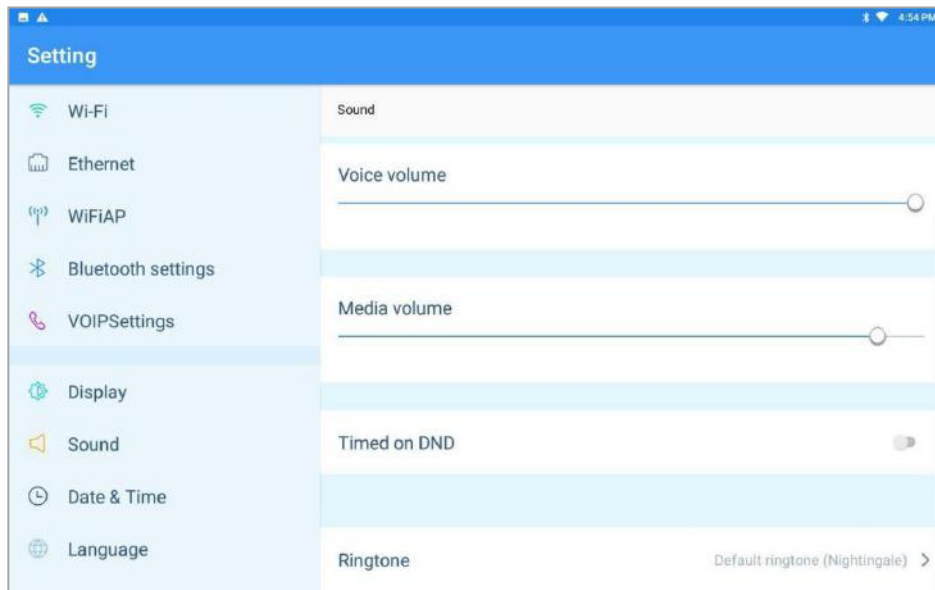 4:54 PM
Setting
Wi-Fi
Ethernet
WiFiAP
Bluetooth settings
VOIPSettings
Display
Sound
Date & Time
Language
Sound
Voice volume
Media volume
Timed on DND
Ringtone Default ringtone (Nightingale)